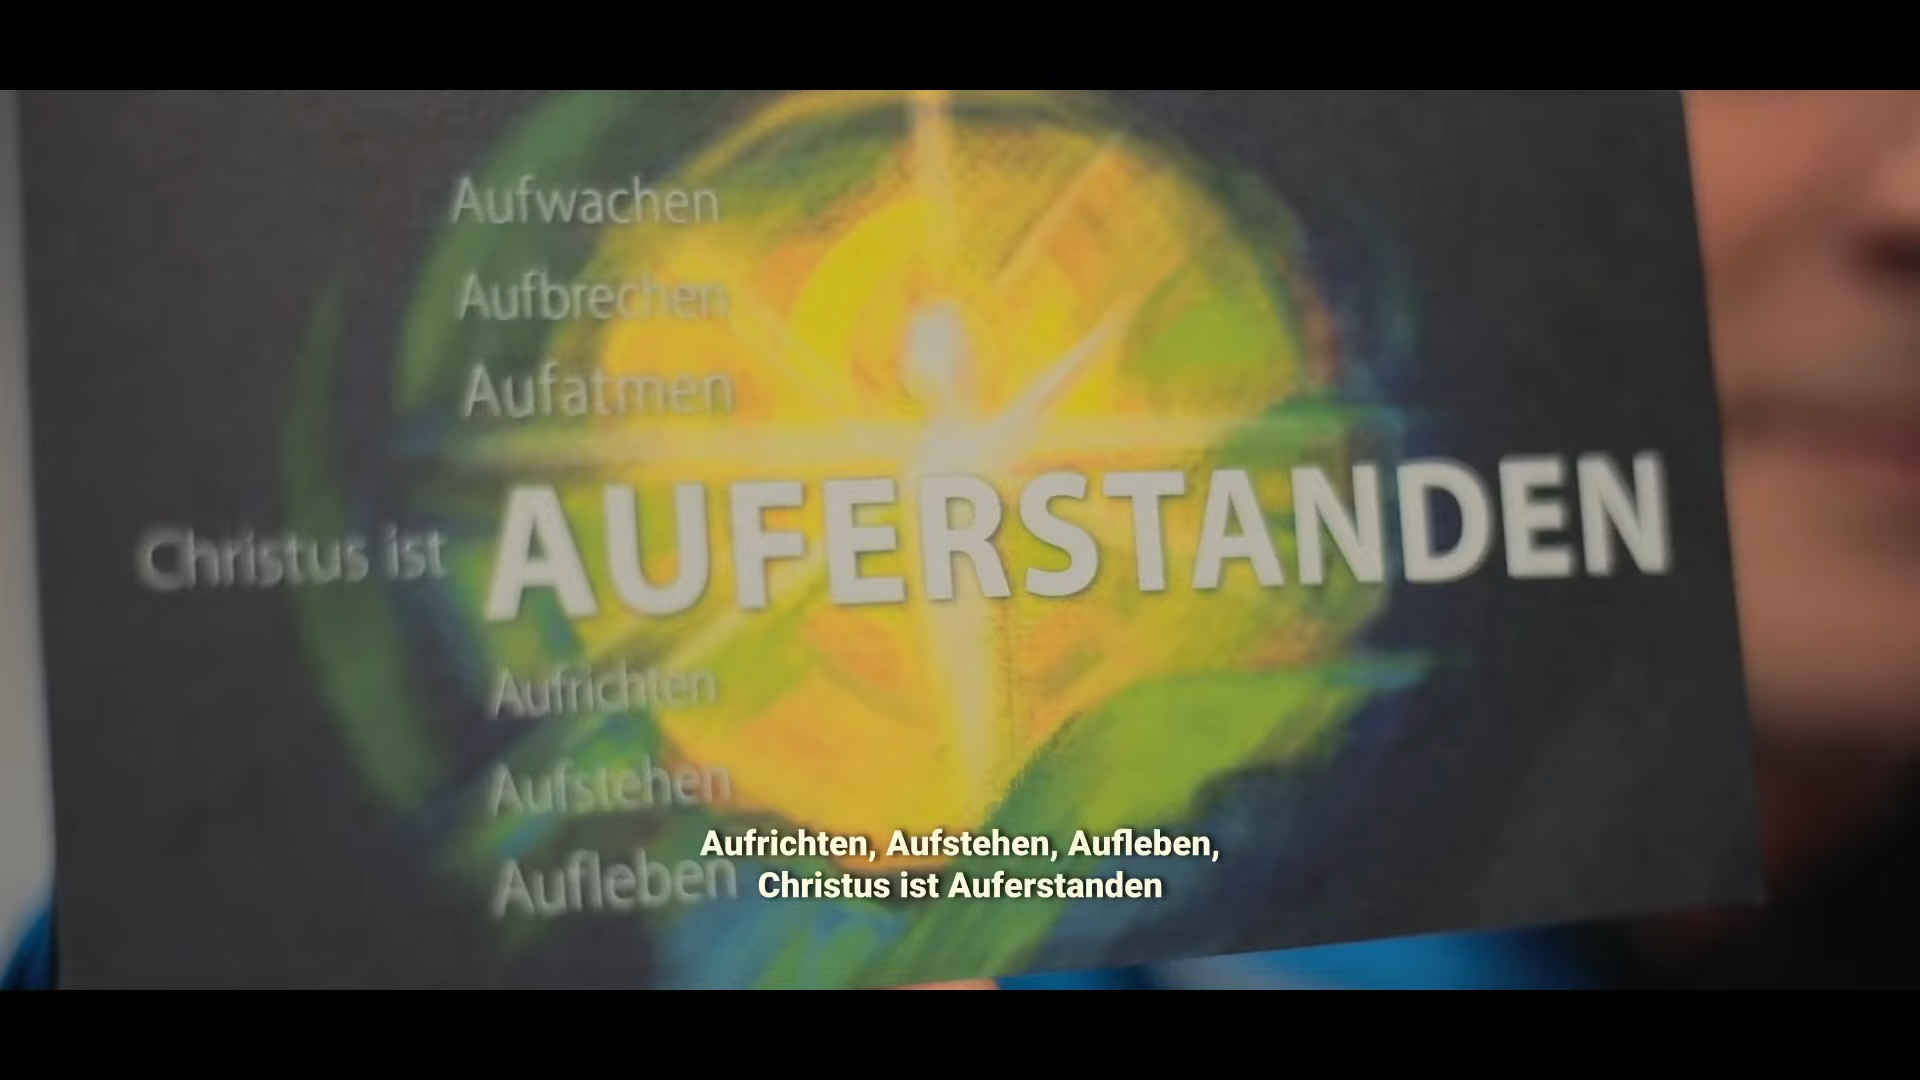 Aufwachen
Aufbrechen
Aufatmen
Christus ist AUFERSTANDEN
Aufrichten
Aufstehen
Aufleben
Aufrichten, Aufstehen, Aufleben,
Christus ist Auferstanden